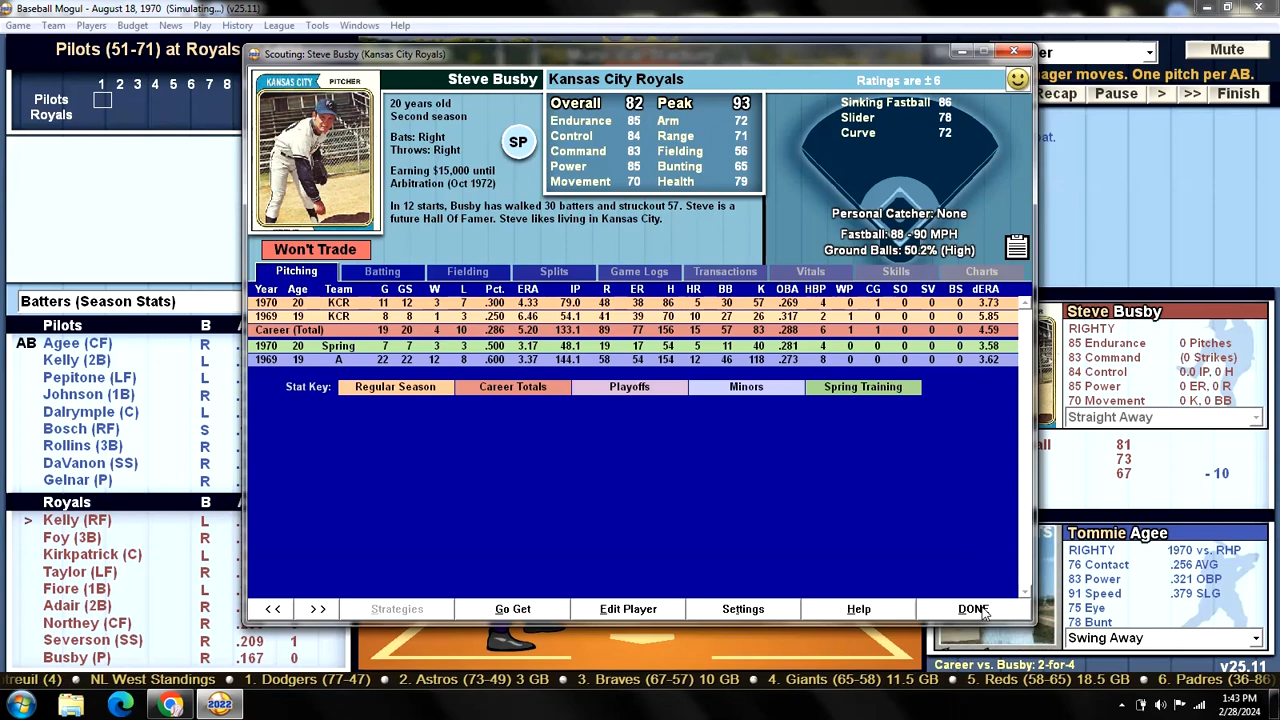 Baseball Mogul - August 18, 1970 (Simulating...) (v25.11)
Game Team Players Budget News Play History League Tools Windows Help
Pilots (51-71) at Royals
1 2 3 4 5 6 7 8
Pilots
Royals
Mute
nager moves. One pitch per AB.
Recap Pause > >> Finish
Scouting: Steve Busby (Kansas City Royals)
KANSAS CITY PITCHER
Steve Busby Kansas City Royals Ratings are ± 6
20 years old
Second season
Bats: Right
Throws: Right
Earning $15,000 until
Arbitration (Oct 1972)
SP
Overall 82 Peak 93
Endurance 85 Arm 72
Control 84 Range 71
Command 83 Fielding 56
Power 85 Bunting 65
Movement 70 Health 79
Sinking Fastball 86
Slider 78
Curve 72
In 12 starts, Busby has walked 30 batters and struckout 57. Steve is a
future Hall Of Famer. Steve likes living in Kansas City.
Personal Catcher: None
Fastball: 88 - 90 MPH
Ground Balls: 50.2% (High)
Won't Trade
Pitching Batting Fielding Splits Game Logs Transactions Vitals Skills Charts
Year Age Team G GS W L Pct. ERA IP R ER H HR BB K OBA HBP WP CG SO SV BS dERA
1970 20 KCR 11 12 3 7 .300 4.33 79.0 48 38 86 5 30 57 .269 4 0 1 0 0 0 3.73
1969 19 KCR 8 8 1 3 .250 6.46 54.1 41 39 70 10 27 26 .317 2 1 0 0 0 0 5.85
Career (Total) 19 20 4 10 .286 5.20 133.1 89 77 156 15 57 83 .288 6 1 1 0 0 0 4.59
1970 20 Spring 7 7 3 3 .500 3.17 48.1 19 17 54 5 11 40 .281 4 0 0 0 0 0 3.58
1969 19 A 22 22 12 8 .600 3.37 144.1 58 54 154 12 46 118 .273 8 0 0 0 0 0 3.62
Stat Key: Regular Season Career Totals Playoffs Minors Spring Training
<< >> Strategies Go Get Edit Player Settings Help DONE
Batters (Season Stats)
Pilots B
AB Agee (CF) R
Kelly (2B) L
Pepitone (LF) L
Johnson (1B) R
Dalrymple (C) L
Bosch (RF) S
Rollins (3B) R
DaVanon (SS) R
Gelnar (P) R
Royals B
> Kelly (RF) L
Foy (3B) R
Kirkpatrick (C) L
Taylor (LF) R
Fiore (1B) L
Adair (2B) R
Northey (CF) R
Severson (SS) R .209 1
Busby (P) R .167 0
Steve Busby
RIGHTY
85 Endurance 0 Pitches
83 Command (0 Strikes)
84 Control 0.0 IP, 0 H
85 Power 0 ER, 0 R
70 Movement 0 K, 0 BB
Straight Away
81
73
67 - 10
Tommie Agee
RIGHTY 1970 vs. RHP
76 Contact .256 AVG
83 Power .321 OBP
91 Speed .379 SLG
75 Eye
78 Bunt
Swing Away
Career vs. Busby: 2-for-4
v25.11
ntreuil (4) • NL West Standings • 1. Dodgers (77-47) • 2. Astros (73-49) 3 GB • 3. Braves (67-57) 10 GB • 4. Giants (65-58) 11.5 GB • 5. Reds (58-65) 18.5 GB • 6. Padres (36-86)
2022
1:43 PM
2/28/2024